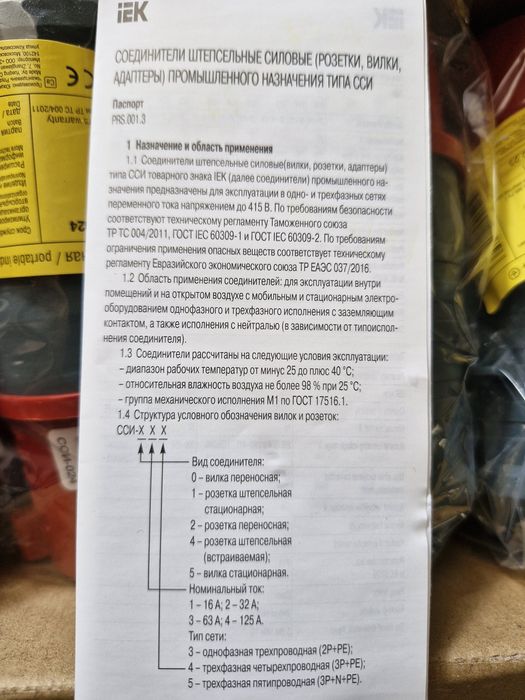 IEK
СОЕДИНИТЕЛИ ШТЕПСЕЛЬНЫЕ СИЛОВЫЕ (РОЗЕТКИ, ВИЛКИ,
АДАПТЕРЫ) ПРОМЫШЛЕННОГО НАЗНАЧЕНИЯ ТИПА ССИ
Паспорт
PRS.001.3
1 Назначение и область применения
1.1 Соединители штепсельные силовые(вилки, розетки, адаптеры)
типа ССИ товарного знака IEK (далее соединители) промышленного на-
значения предназначены для эксплуатации в одно- и трехфазных сетях
переменного тока напряжением до 415 В. По требованиям безопасности
соответствуют техническому регламенту Таможенного союза
ТР ТС 004/2011, ГОСТ IEC 60309-1 и ГОСТ IEC 60309-2. По требованиям
ограничения применения опасных веществ соответствует техническому
регламенту Евразийского экономического союза ТР ЕАЭС 037/2016.
1.2 Область применения соединителей: для эксплуатации внутри
помещений и на открытом воздухе с мобильным и стационарным электро-
оборудованием однофазного и трехфазного исполнения с заземляющим
контактом, а также исполнения с нейтралью (в зависимости от типоиспол-
нения соединителя).
1.3 Соединители рассчитаны на следующие условия эксплуатации:
– диапазон рабочих температур от минус 25 до плюс 40 °С;
– относительная влажность воздуха не более 98 % при 25 °С;
– группа механического исполнения М1 по ГОСТ 17516.1.
1.4 Структура условного обозначения вилок и розеток:
ССИ-Х Х Х
Вид соединителя:
0 – вилка переносная;
1 – розетка штепсельная
стационарная;
2 – розетка переносная;
4 – розетка штепсельная
(встраиваемая);
5 – вилка стационарная.
Номинальный ток:
1 – 16 А; 2 – 32 А;
3 – 63 А; 4 – 125 А.
Тип сети:
3 – однофазная трехпроводная (2P+PE);
4 – трехфазная четырехпроводная (3P+PE);
5 – трехфазная пятипроводная (3P+N+PE).